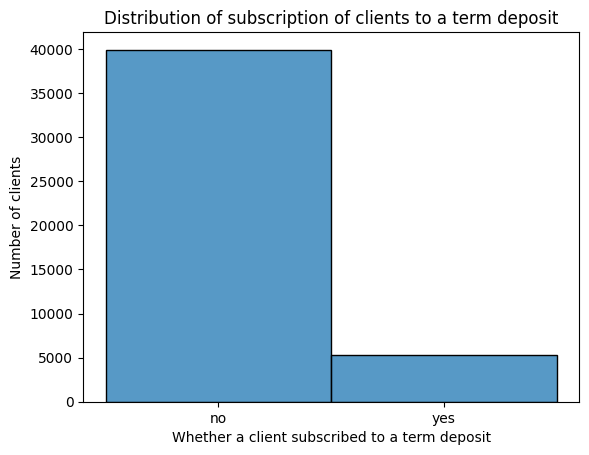 Distribution of subscription of clients to a term deposit
40000
35000
30000
25000
20000
15000
10000
5000
0
Number of clients
no yes
Whether a client subscribed to a term deposit